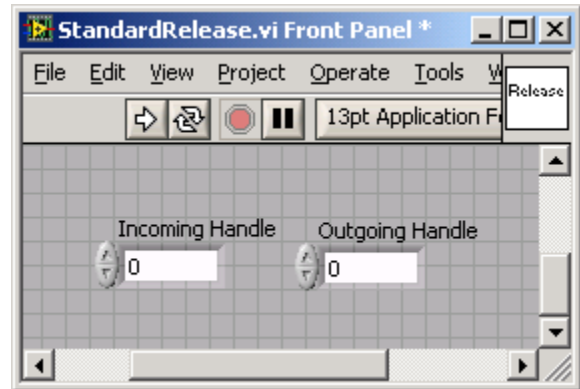 StandardRelease.vi Front Panel *
File Edit View Project Operate Tools W
Release
13pt Application Fo
Incoming Handle Outgoing Handle
0 0